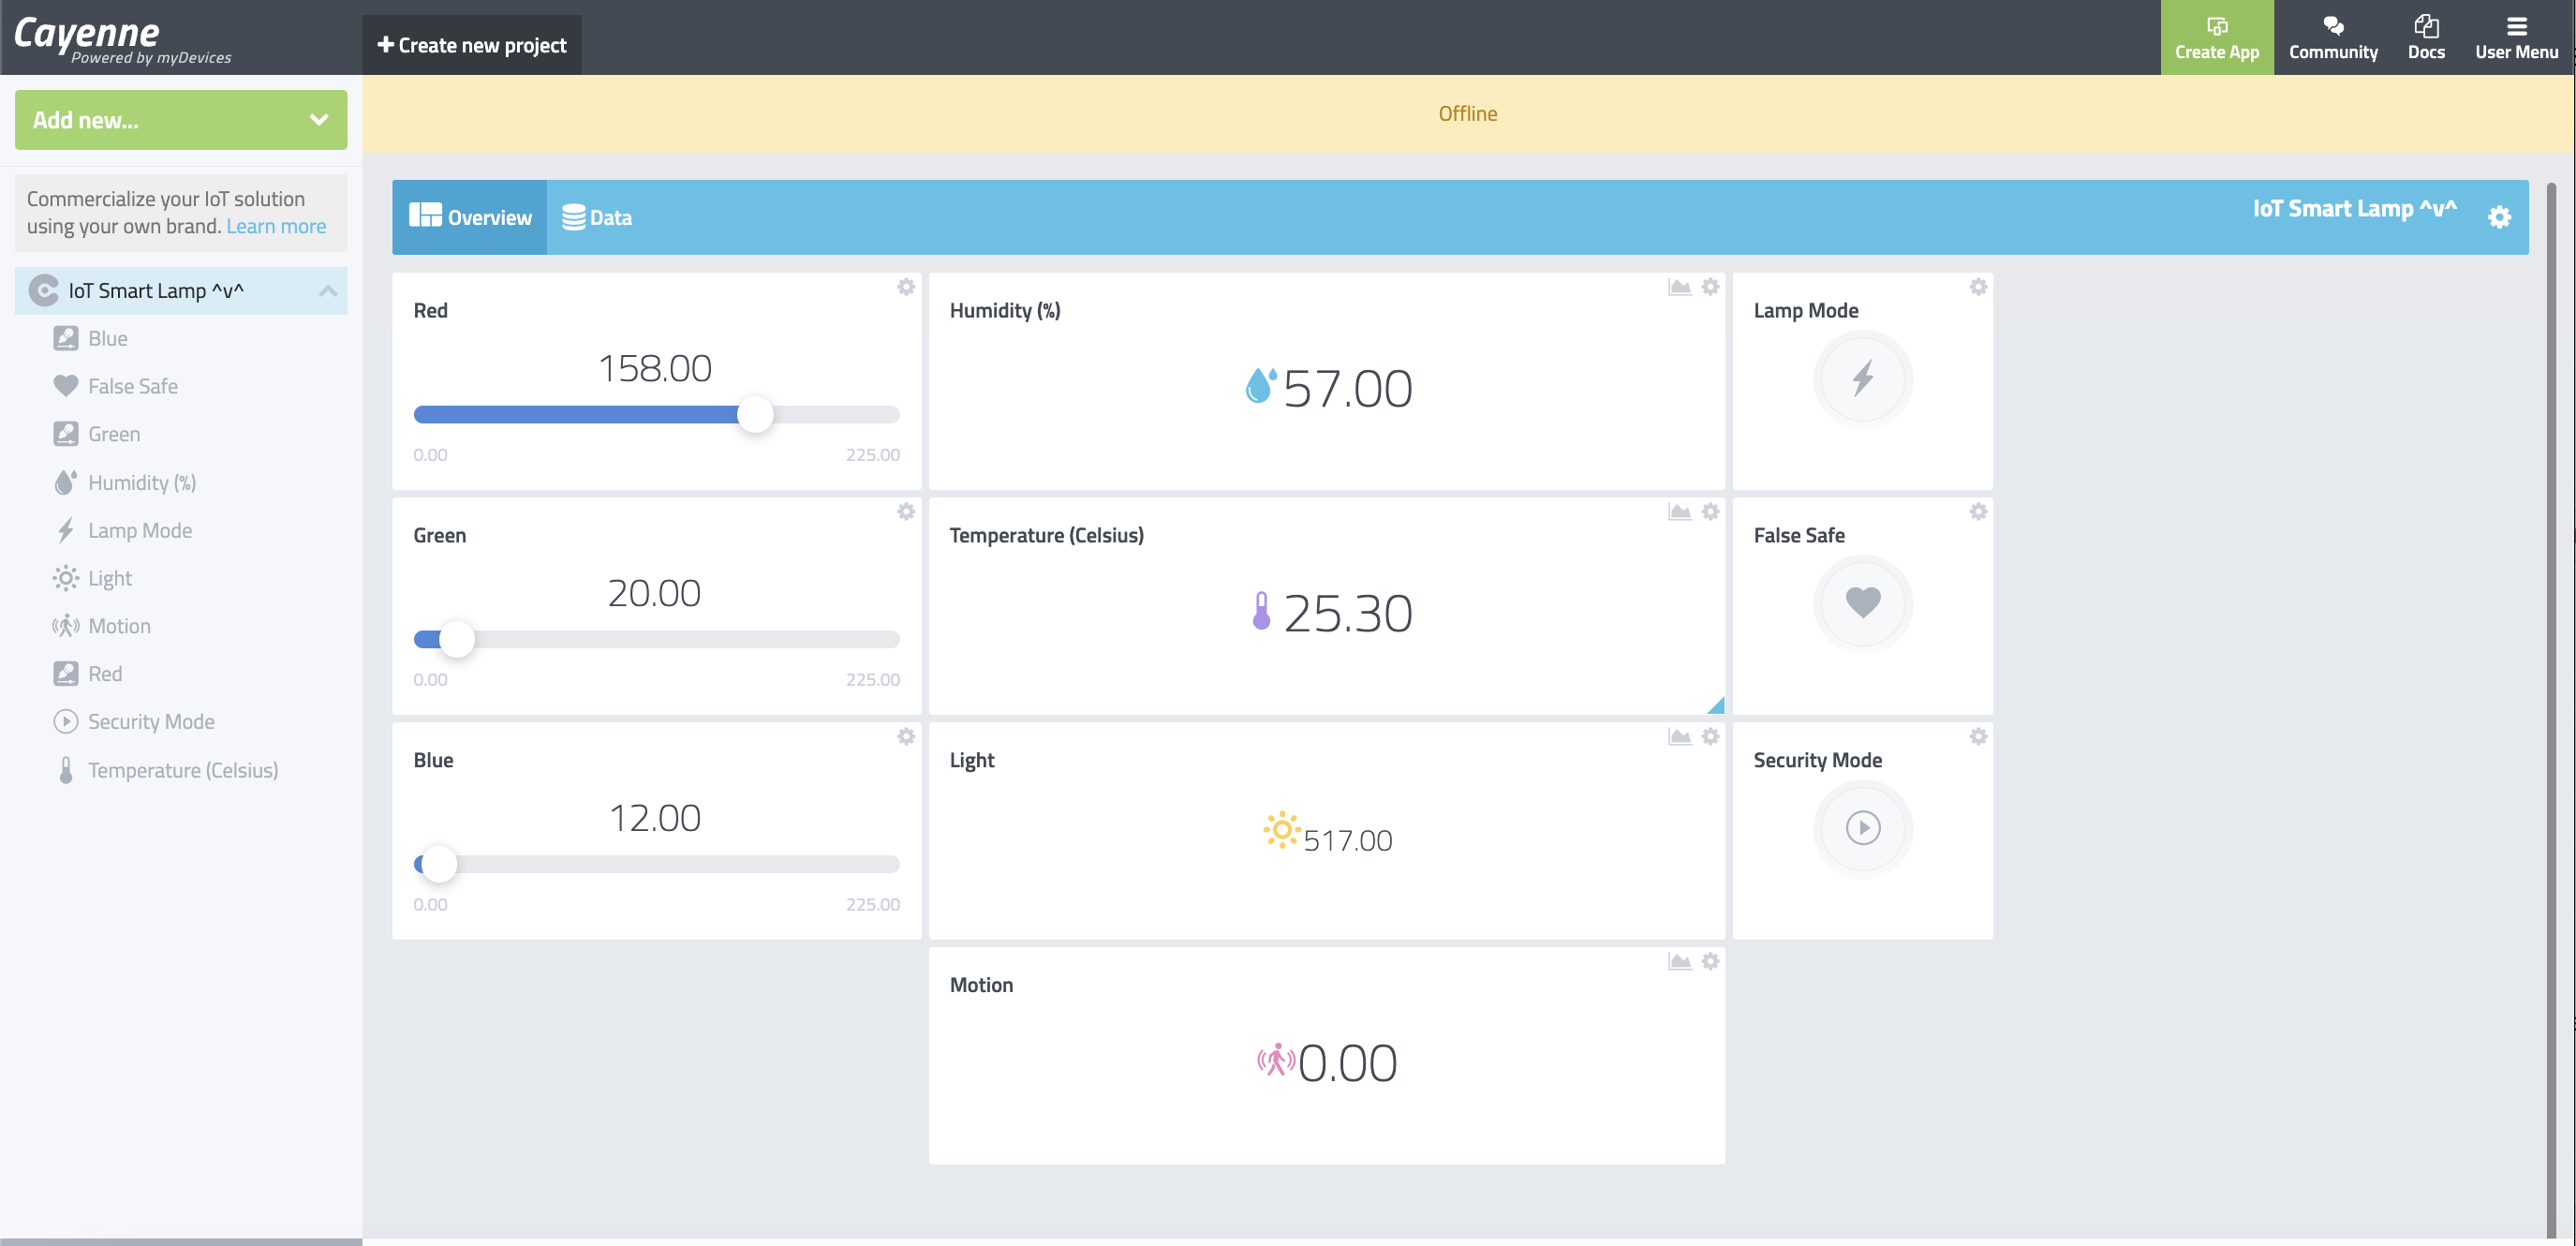 Cayenne
Powered by myDevices
Create new project
Create App
Community
Docs
User Menu
Add new...
Offline
Commercialize your IoT solution
using your own brand. Learn more
IoT Smart Lamp ^v^
Blue
False Safe
Green
Humidity (%)
Lamp Mode
Light
Motion
Red
Security Mode
Temperature (Celsius)
Overview
Data
IoT Smart Lamp ^v^
Red
158.00
0.00
225.00
Humidity (%)
57.00
Lamp Mode
Green
20.00
0.00
225.00
Temperature (Celsius)
25.30
False Safe
Blue
12.00
0.00
225.00
Light
517.00
Security Mode
Motion
0.00